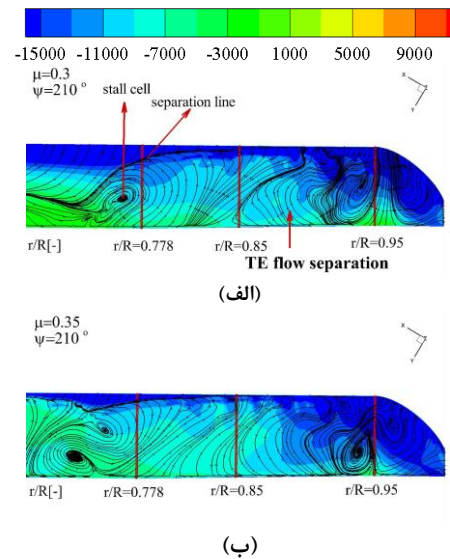 -15000 -11000 -7000 -3000 1000 5000 9000
μ=0.3
ψ=210 °
stall cell
separation line
X
Y
Z
r/R[-]
r/R=0.778
r/R=0.85
r/R=0.95
TE flow separation
(الف)
μ=0.35
ψ=210 °
X
Y
Z
r/R[-]
r/R=0.778
r/R=0.85
r/R=0.95
(ب)